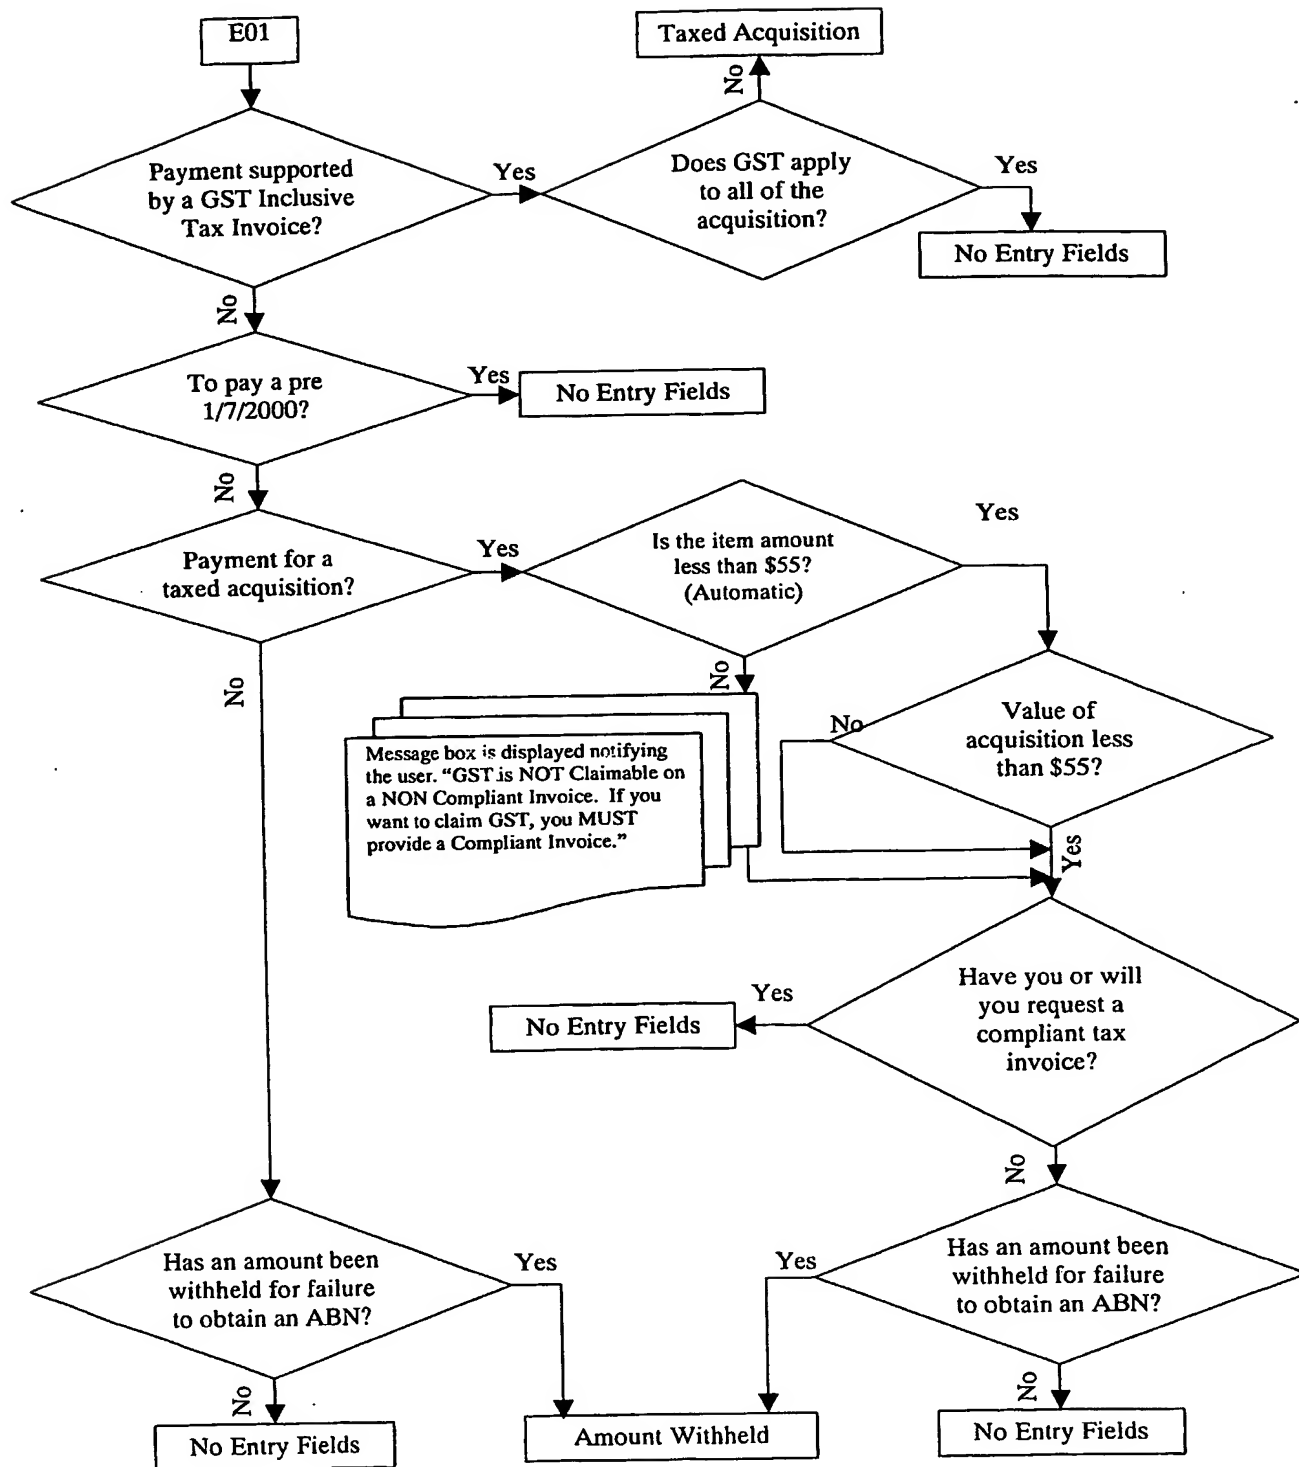 E01
Taxed Acquisition
No
Payment supported
by a GST Inclusive
Tax Invoice?
Yes
Does GST apply
to all of the
acquisition?
Yes
No Entry Fields
No
To pay a pre
1/7/2000?
Yes
No Entry Fields
No
Payment for a
taxed acquisition?
Yes
Is the item amount
less than $55?
(Automatic)
Yes
No
No
Value of
acquisition less
than $55?
No
Message box is displayed notifying
the user. “GST is NOT Claimable on
a NON Compliant Invoice. If you
want to claim GST, you MUST
provide a Compliant Invoice.”
Yes
Have you or will
you request a
compliant tax
invoice?
Yes
No Entry Fields
No
Has an amount been
withheld for failure
to obtain an ABN?
Yes
Yes
Has an amount been
withheld for failure
to obtain an ABN?
No
No
No Entry Fields
Amount Withheld
No Entry Fields